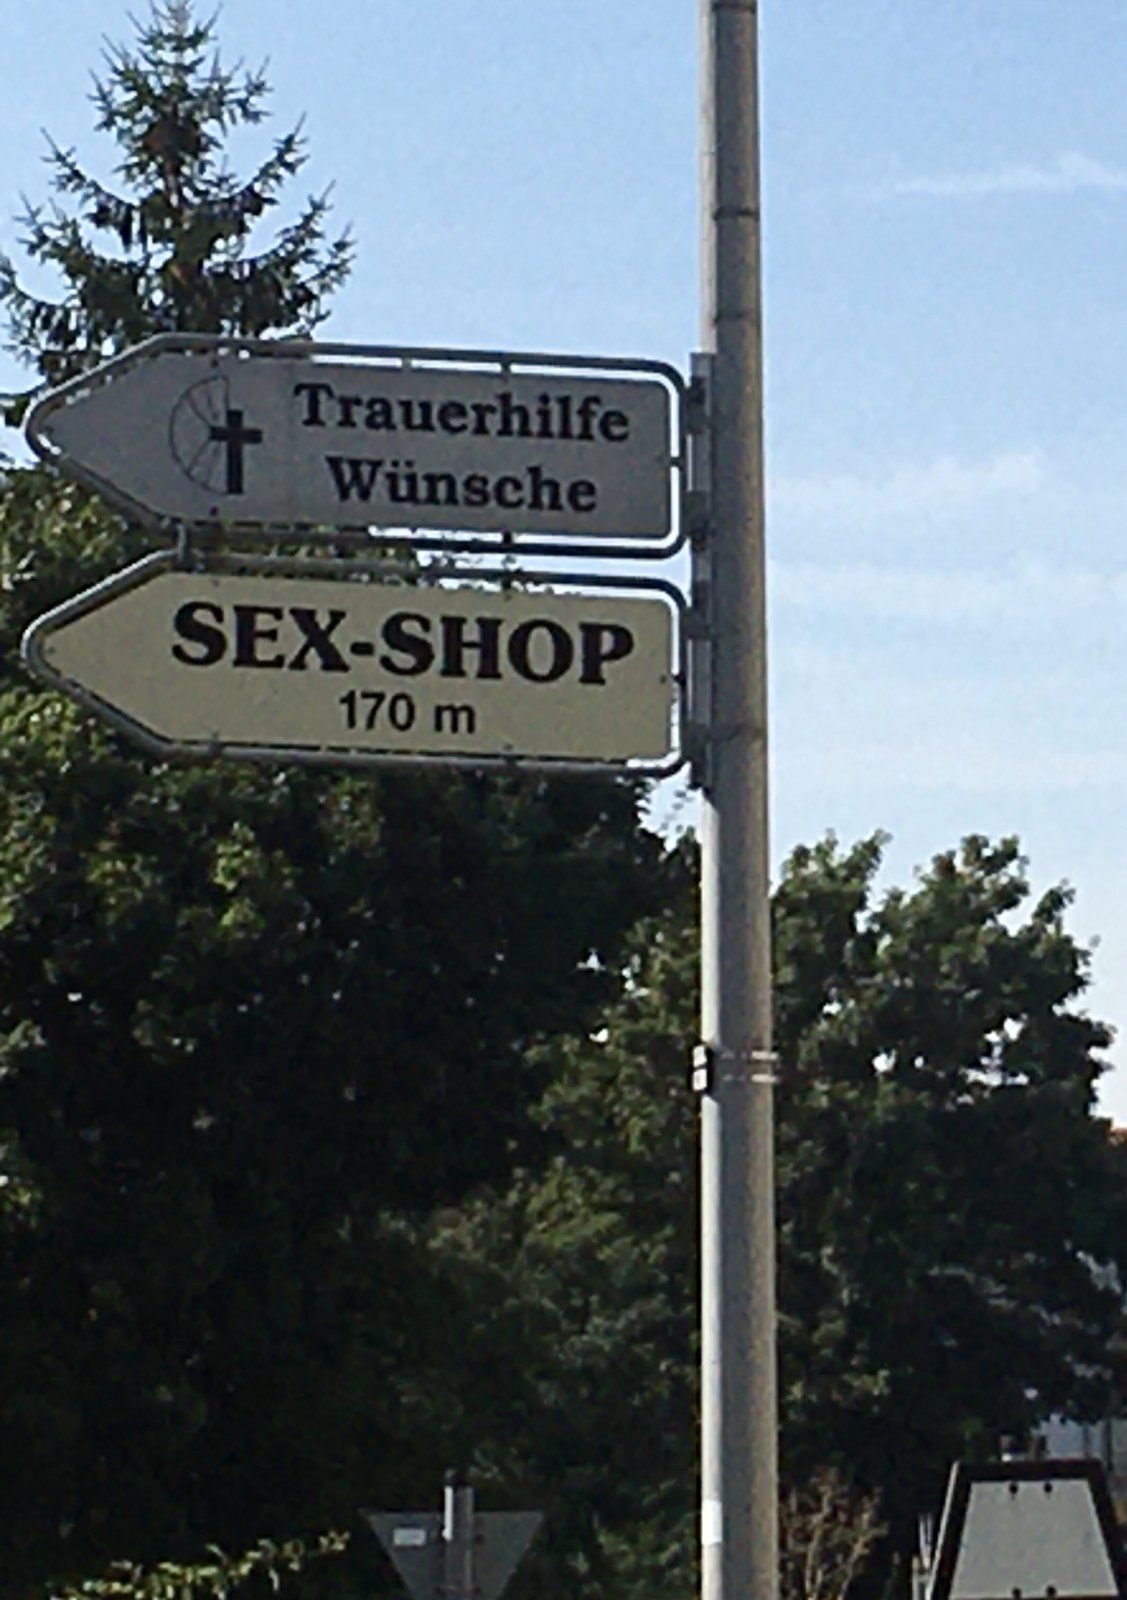 Trauerhilfe
Wünsche
SEX-SHOP
170 m